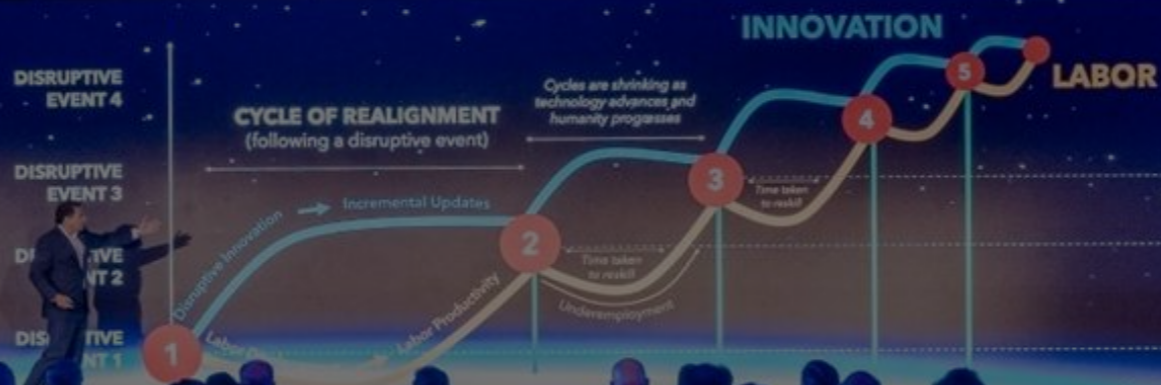 INNOVATION
LABOR
DISRUPTIVE
EVENT 4
CYCLE OF REALIGNMENT
(following a disruptive event)
Cycles are shrinking as
technology advances and
humanity progresses
DISRUPTIVE
EVENT 3
Disruptive Innovation
Incremental Updates
Time taken
to reskill
Time taken
to reskill
Underemployment
Labor Productivity
Labor
1
2
3
4
5